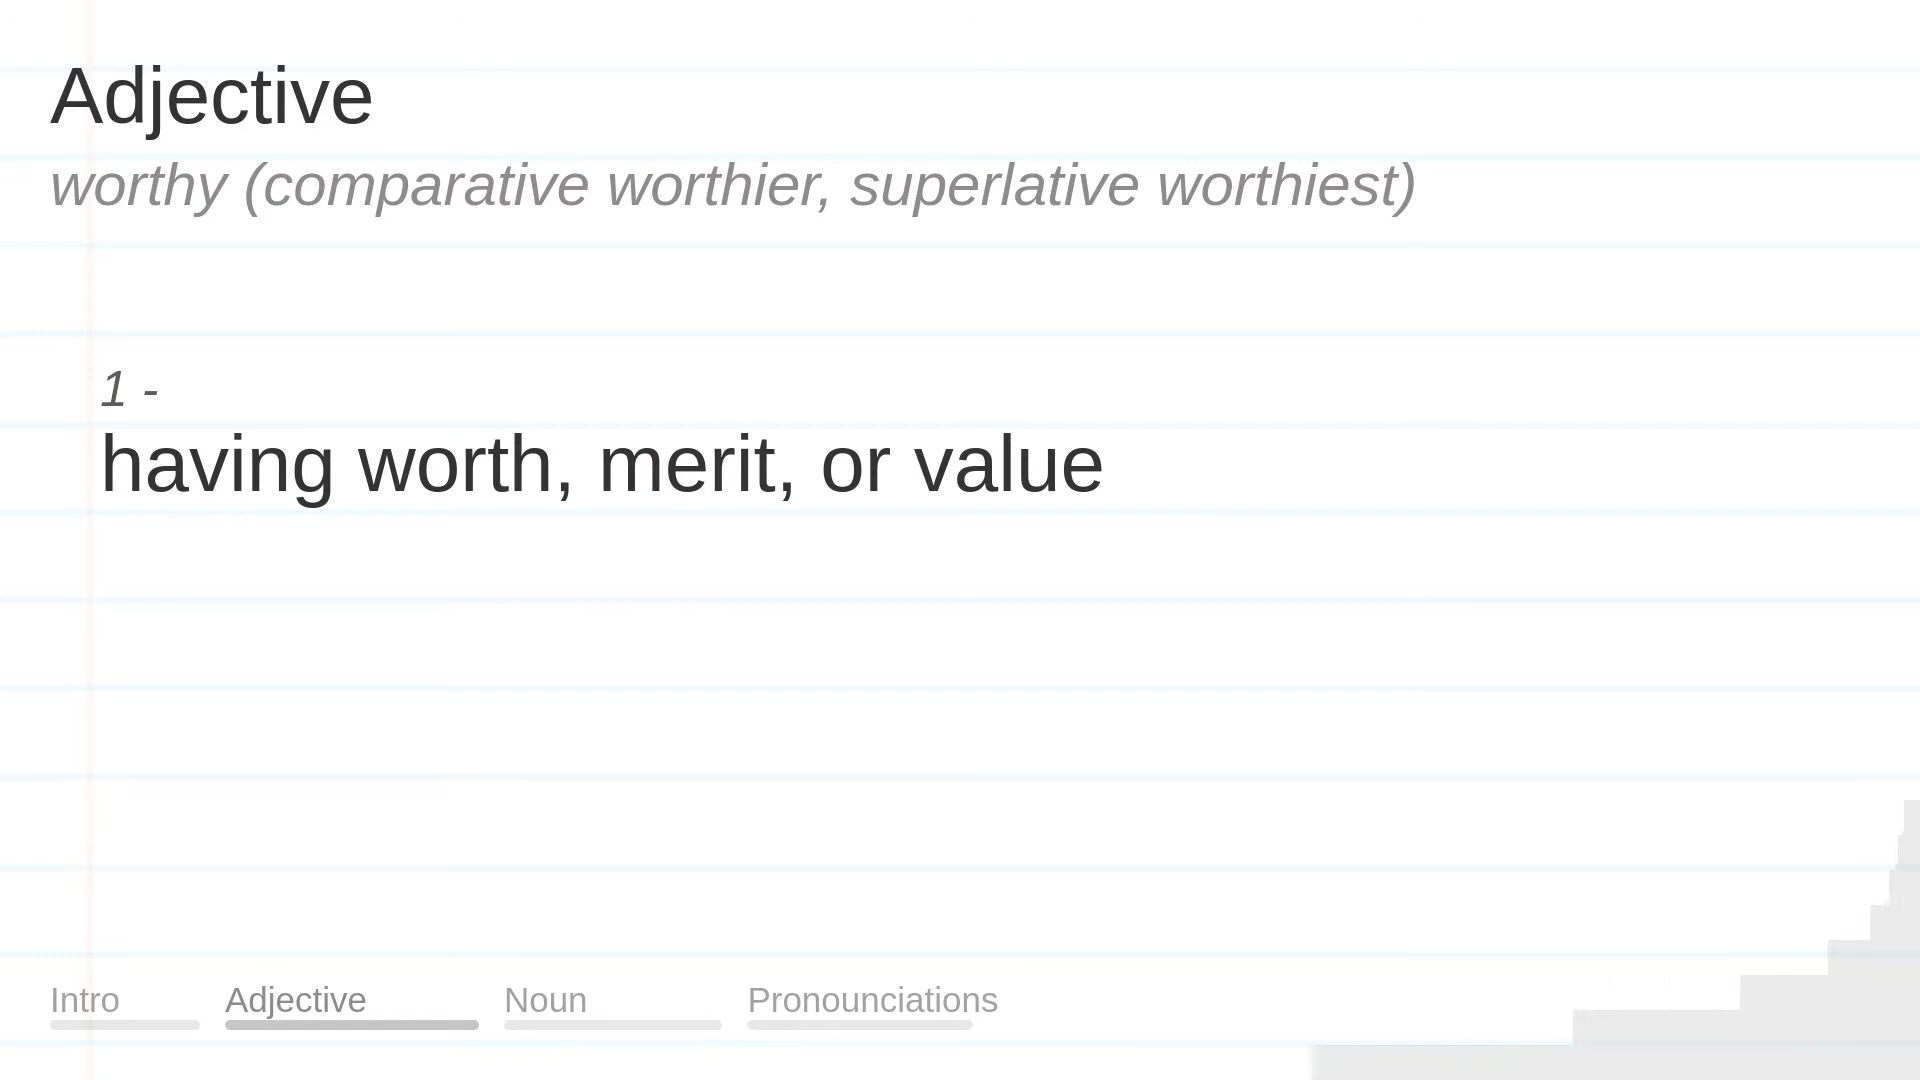 Adjective
worthy (comparative worthier, superlative worthiest)
1 -
having worth, merit, or value
Intro Adjective Noun Pronounciations